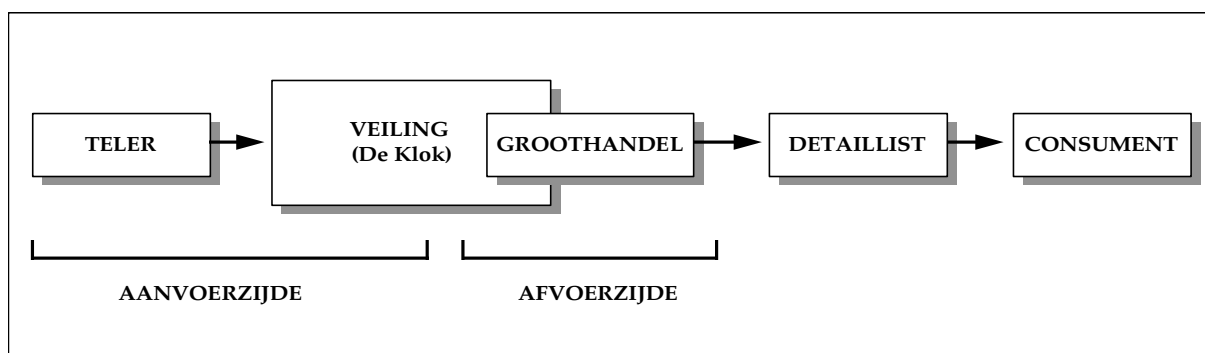 TELER
VEILING
(De Klok)
GROOTHANDEL
DETAILLIST
CONSUMENT
AANVOERZIJDE
AFVOERZIJDE